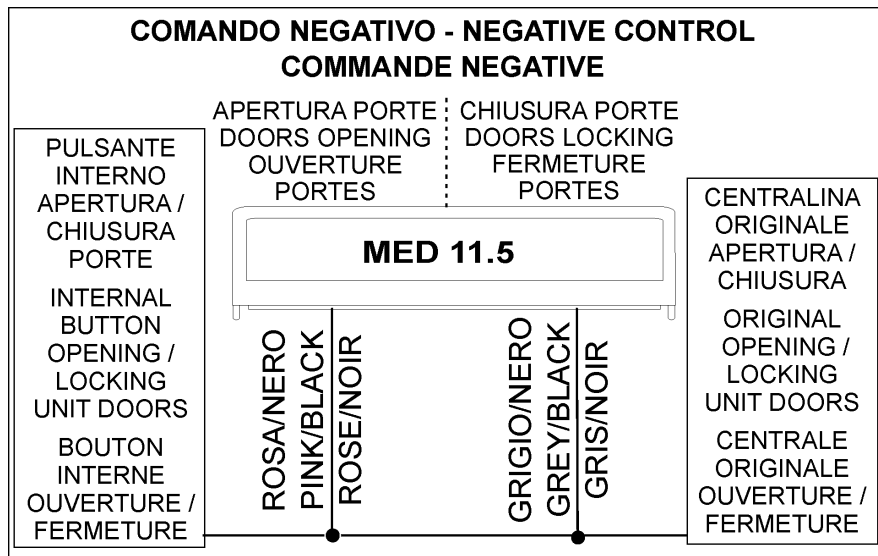 COMANDO NEGATIVO - NEGATIVE CONTROL
COMMANDE NEGATIVE
APERTURA PORTE
DOORS OPENING
OUVERTURE
PORTES
CHIUSURA PORTE
DOORS LOCKING
FERMETURE
PORTES
PULSANTE
INTERNO
APERTURA /
CHIUSURA
PORTE
INTERNAL
BUTTON
OPENING /
LOCKING
UNIT DOORS
BOUTON
INTERNE
OUVERTURE /
FERMETURE
MED 11.5
ROSA/NERO
PINK/BLACK
ROSE/NOIR
GRIGIO/NERO
GREY/BLACK
GRIS/NOIR
CENTRALINA
ORIGINALE
APERTURA /
CHIUSURA
ORIGINAL
OPENING /
LOCKING
UNIT DOORS
CENTRALE
ORIGINALE
OUVERTURE /
FERMETURE